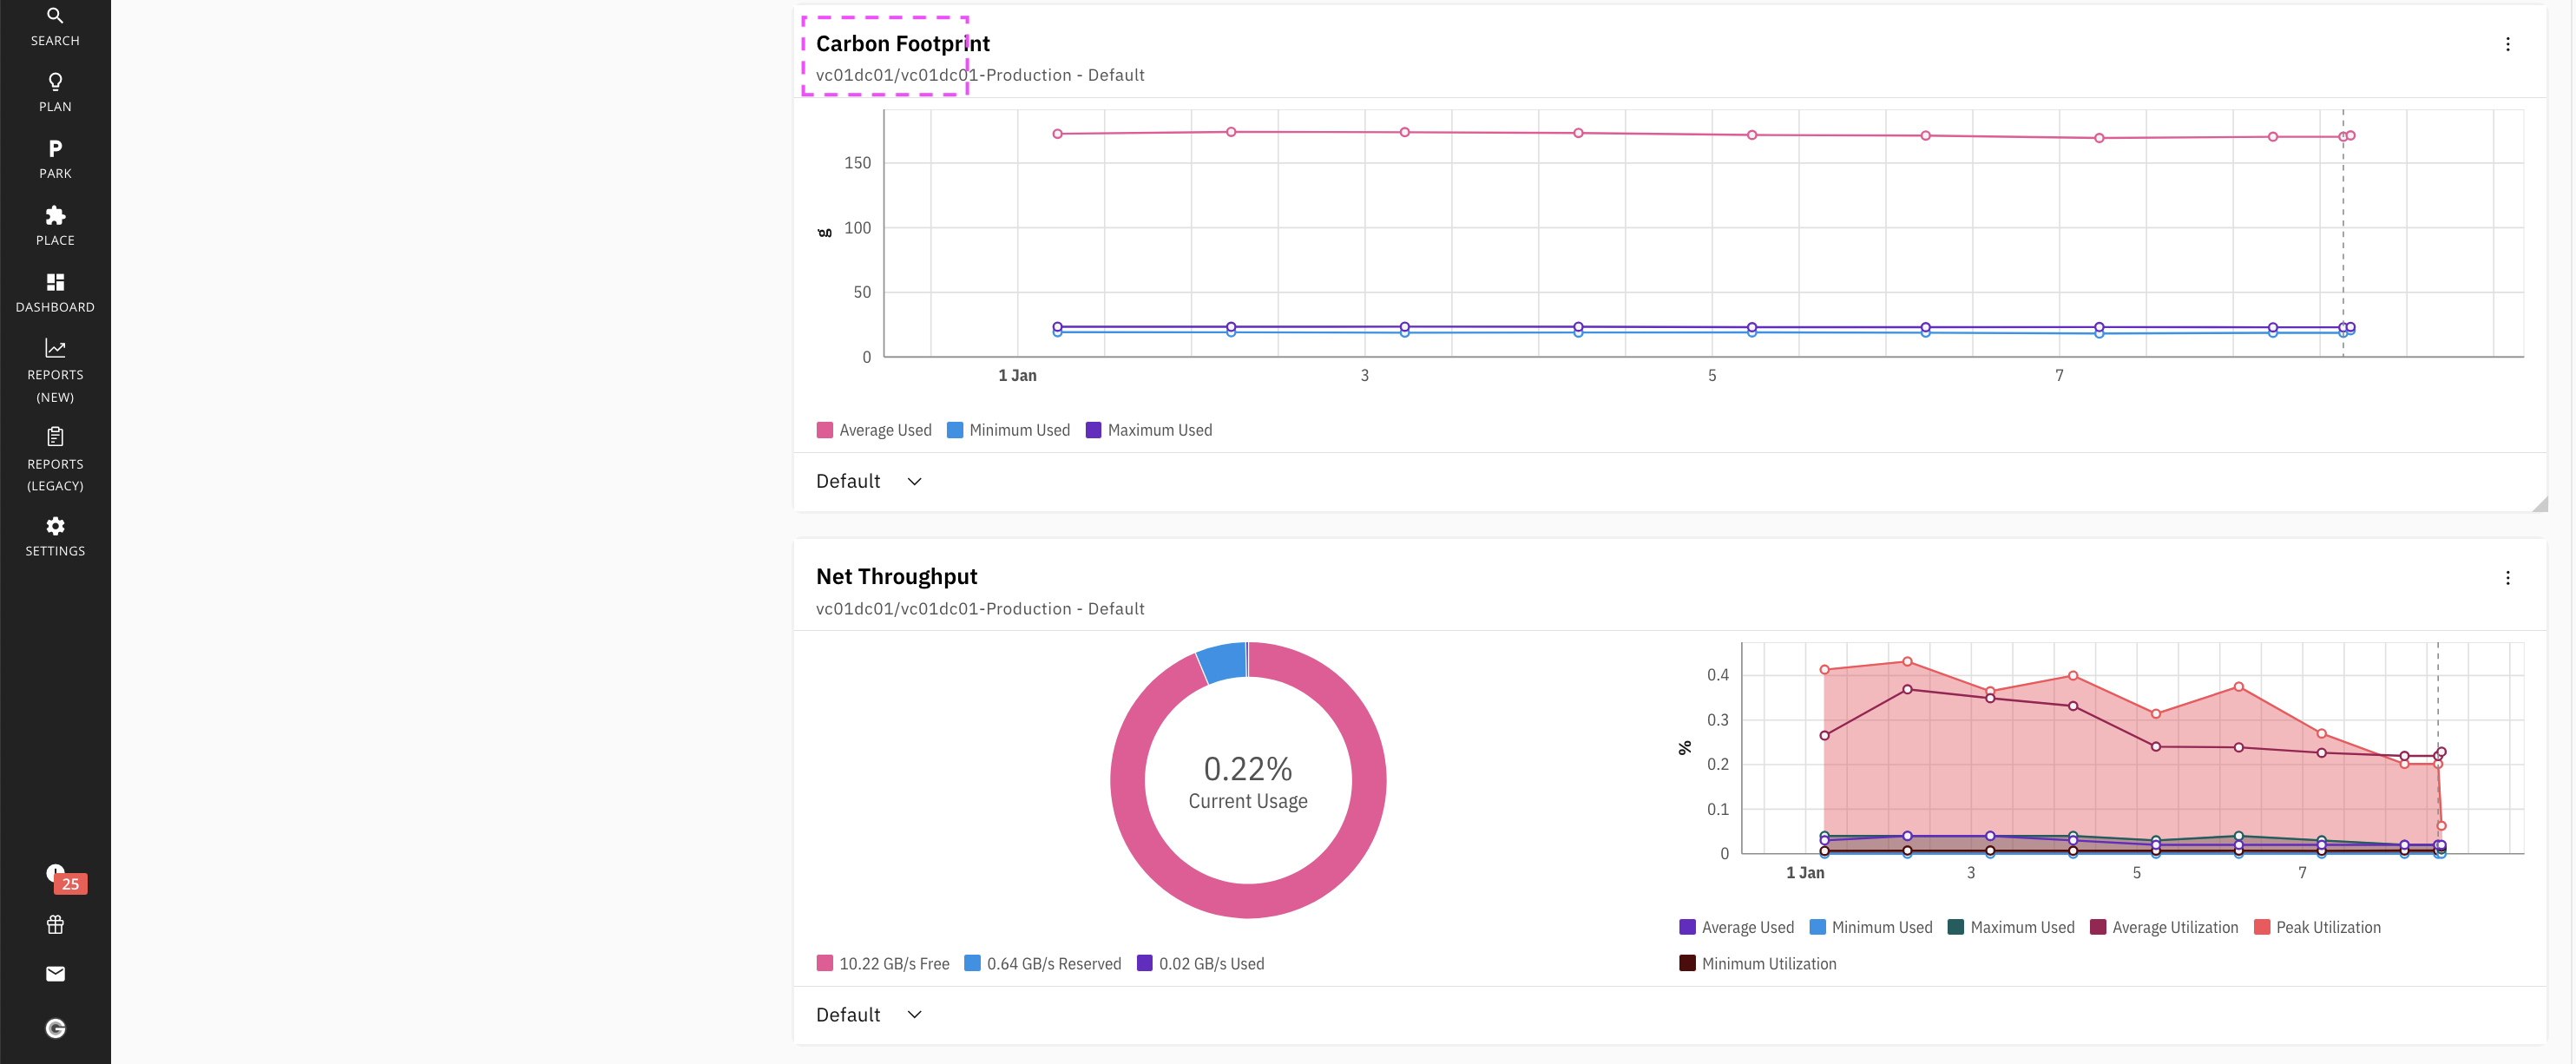 SEARCH
PLAN
PARK
PLACE
DASHBOARD
REPORTS
(NEW)
REPORTS
(LEGACY)
SETTINGS
25
Carbon Footprint
vc01dc01/vc01dc01-Production - Default
150
100
50
0
g
1 Jan
3
5
7
Average Used
Minimum Used
Maximum Used
Default
Net Throughput
vc01dc01/vc01dc01-Production - Default
0.22%
Current Usage
10.22 GB/s Free
0.64 GB/s Reserved
0.02 GB/s Used
0.4
0.3
0.2
0.1
0
%
1 Jan
3
5
7
Average Used
Minimum Used
Maximum Used
Average Utilization
Peak Utilization
Minimum Utilization
Default